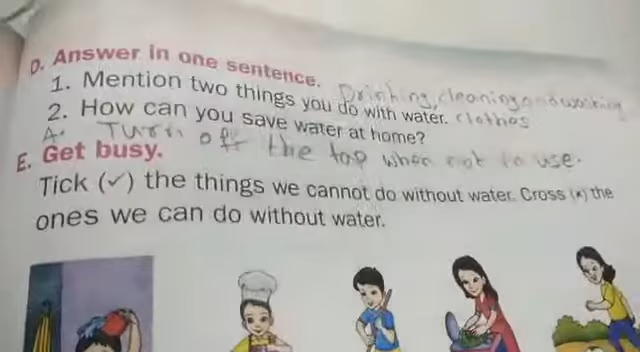 D. Answer in one sentence.
1. Mention two things you do with water. Drinking, cleaning and washing
clothes
2. How can you save water at home?
A. Turn off the tap when not in use.
E. Get busy.
Tick (✓) the things we cannot do without water. Cross (×) the
ones we can do without water.